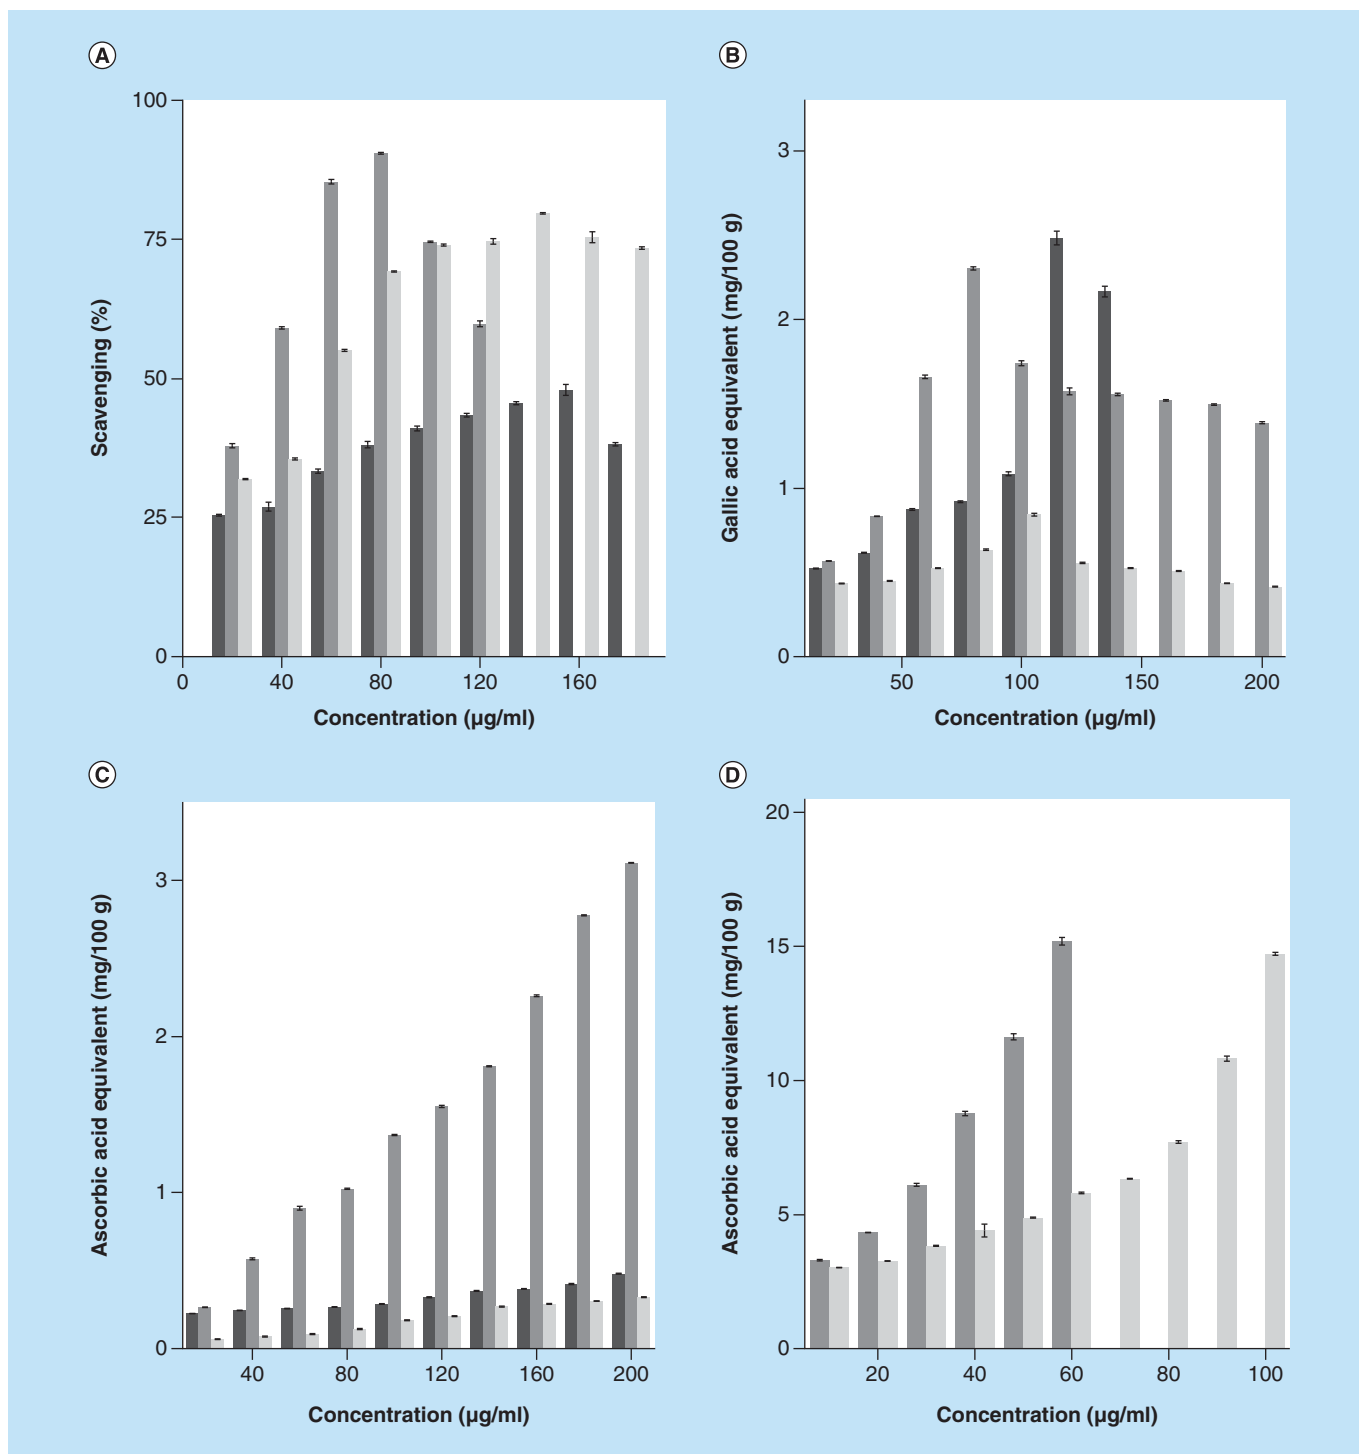 A
100
75
50
25
0
Scavenging (%)
0 40 80 120 160
Concentration (µg/ml)
B
3
2
1
0
Gallic acid equivalent (mg/100 g)
50 100 150 200
Concentration (µg/ml)
C
3
2
1
0
Ascorbic acid equivalent (mg/100 g)
40 80 120 160 200
Concentration (µg/ml)
D
20
15
10
5
0
Ascorbic acid equivalent (mg/100 g)
20 40 60 80 100
Concentration (µg/ml)